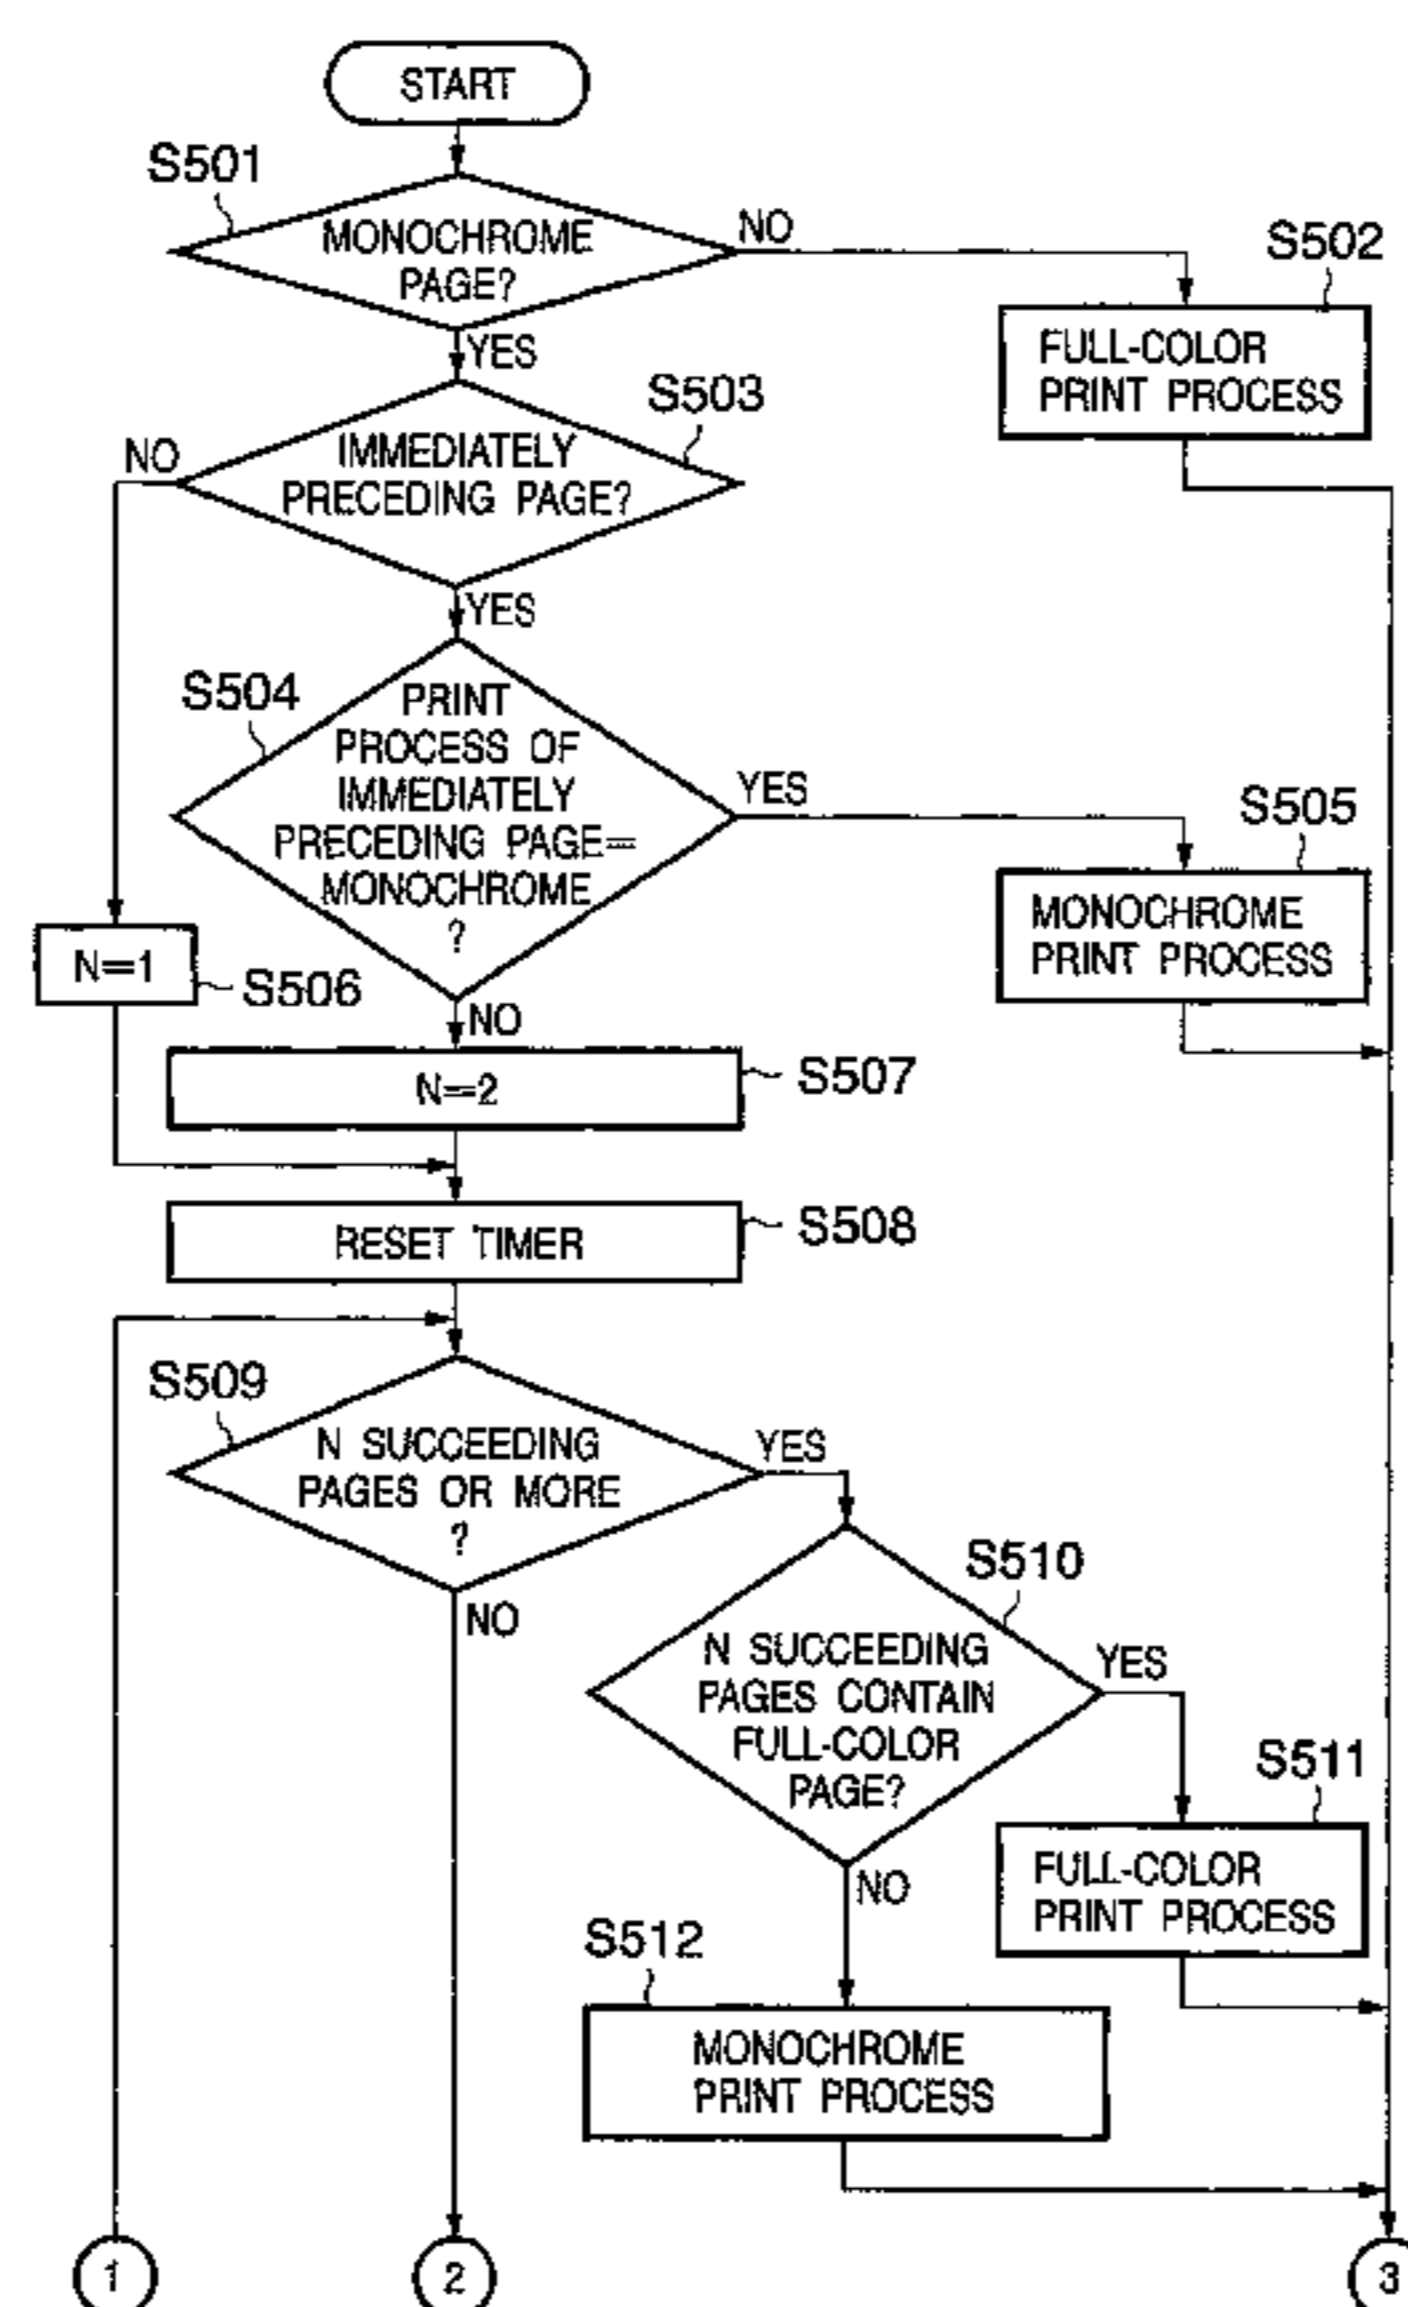 START
S501
MONOCHROME
PAGE?
NO
YES
S502
FULL-COLOR
PRINT PROCESS
S503
IMMEDIATELY
PRECEDING PAGE?
NO
YES
S504
PRINT
PROCESS OF
IMMEDIATELY
PRECEDING PAGE=
MONOCHROME
?
YES
NO
S505
MONOCHROME
PRINT PROCESS
N=1
S506
N=2
S507
RESET TIMER
S508
S509
N SUCCEEDING
PAGES OR MORE
?
YES
NO
S510
N SUCCEEDING
PAGES CONTAIN
FULL-COLOR
PAGE?
YES
NO
S511
FULL-COLOR
PRINT PROCESS
S512
MONOCHROME
PRINT PROCESS
1
2
3